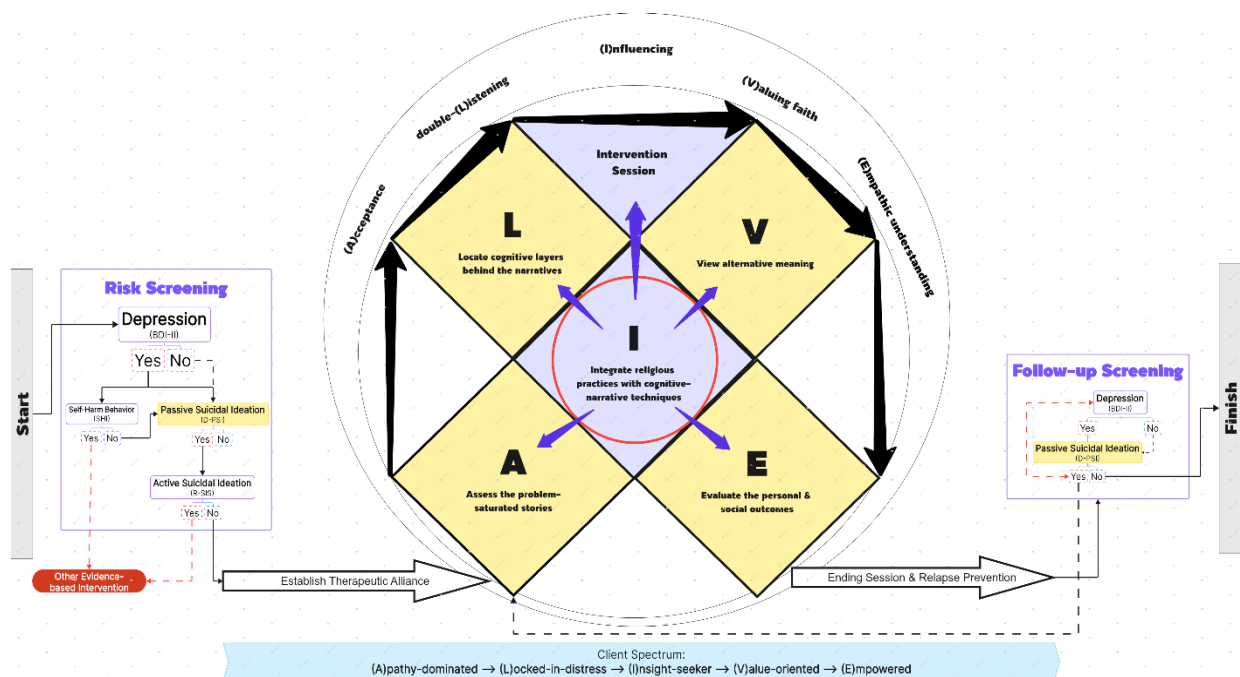 (I)nfluencing
double-(L)istening
(V)aluing faith
(A)cceptance
(E)mpathic understanding
Intervention
Session
L
Locate cognitive layers
behind the narratives
V
View alternative meaning
I
Integrate religious
practices with cognitive-
narrative techniques
A
Assess the problem-
saturated stories
E
Evaluate the personal &
social outcomes
Start
Risk Screening
Depression
(BDI-II)
Yes No
Self-Harm Behavior
(SHI)
Yes No
Passive Suicidal Ideation
(D-PSI)
Yes No
Active Suicidal Ideation
(R-SIS)
Yes No
Other Evidence-
based Intervention
Establish Therapeutic Alliance
Ending Session & Relapse Prevention
Follow-up Screening
Depression
(BDI-II)
Yes No
Passive Suicidal Ideation
(D-PSI)
Yes No
Finish
Client Spectrum:
(A)pathy-dominated → (L)ocked-in-distress → (I)nsight-seeker → (V)alue-oriented → (E)mpowered